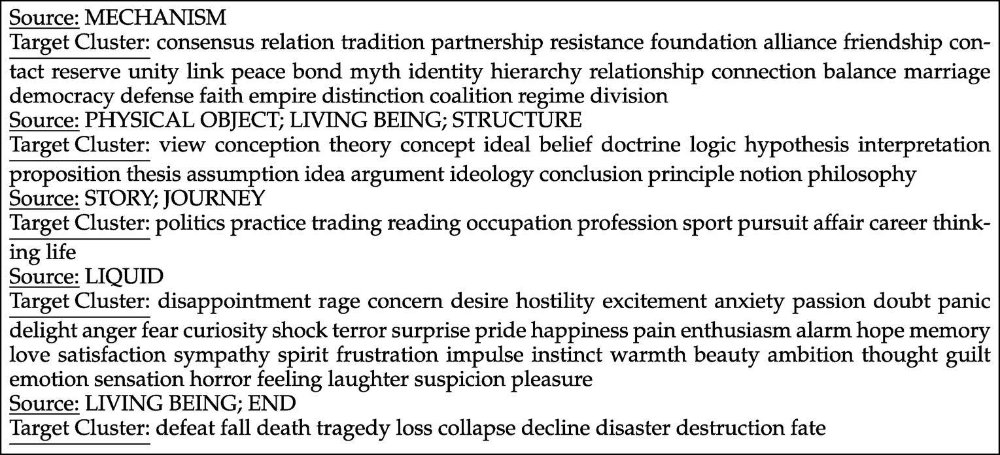 Source: MECHANISM
Target Cluster: consensus relation tradition partnership resistance foundation alliance friendship con-
tact reserve unity link peace bond myth identity hierarchy relationship connection balance marriage
democracy defense faith empire distinction coalition regime division
Source: PHYSICAL OBJECT; LIVING BEING; STRUCTURE
Target Cluster: view conception theory concept ideal belief doctrine logic hypothesis interpretation
proposition thesis assumption idea argument ideology conclusion principle notion philosophy
Source: STORY; JOURNEY
Target Cluster: politics practice trading reading occupation profession sport pursuit affair career think-
ing life
Source: LIQUID
Target Cluster: disappointment rage concern desire hostility excitement anxiety passion doubt panic
delight anger fear curiosity shock terror surprise pride happiness pain enthusiasm alarm hope memory
love satisfaction sympathy spirit frustration impulse instinct warmth beauty ambition thought guilt
emotion sensation horror feeling laughter suspicion pleasure
Source: LIVING BEING; END
Target Cluster: defeat fall death tragedy loss collapse decline disaster destruction fate